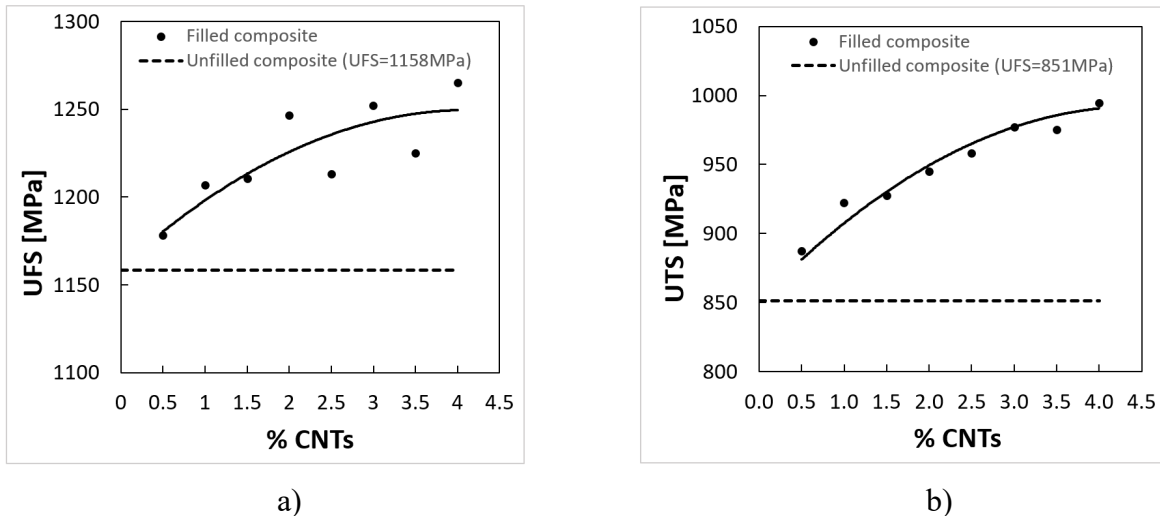 1300
1250
1200
1150
1100
UFS [MPa]
Filled composite
Unfilled composite (UFS=1158MPa)
0 0.5 1 1.5 2 2.5 3 3.5 4 4.5
% CNTs
a)
1050
1000
950
900
850
800
UTS [MPa]
Filled composite
Unfilled composite (UFS=851MPa)
0.0 0.5 1.0 1.5 2.0 2.5 3.0 3.5 4.0 4.5
% CNTs
b)